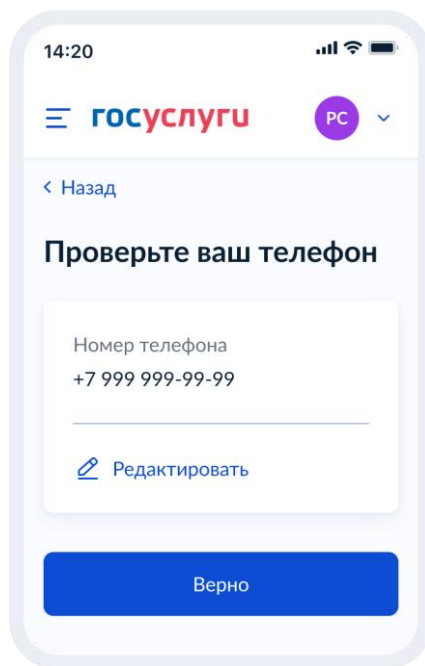 14:20
госуслуги
РС
Назад
Проверьте ваш телефон
Номер телефона
+7 999 999-99-99
Редактировать
Верно